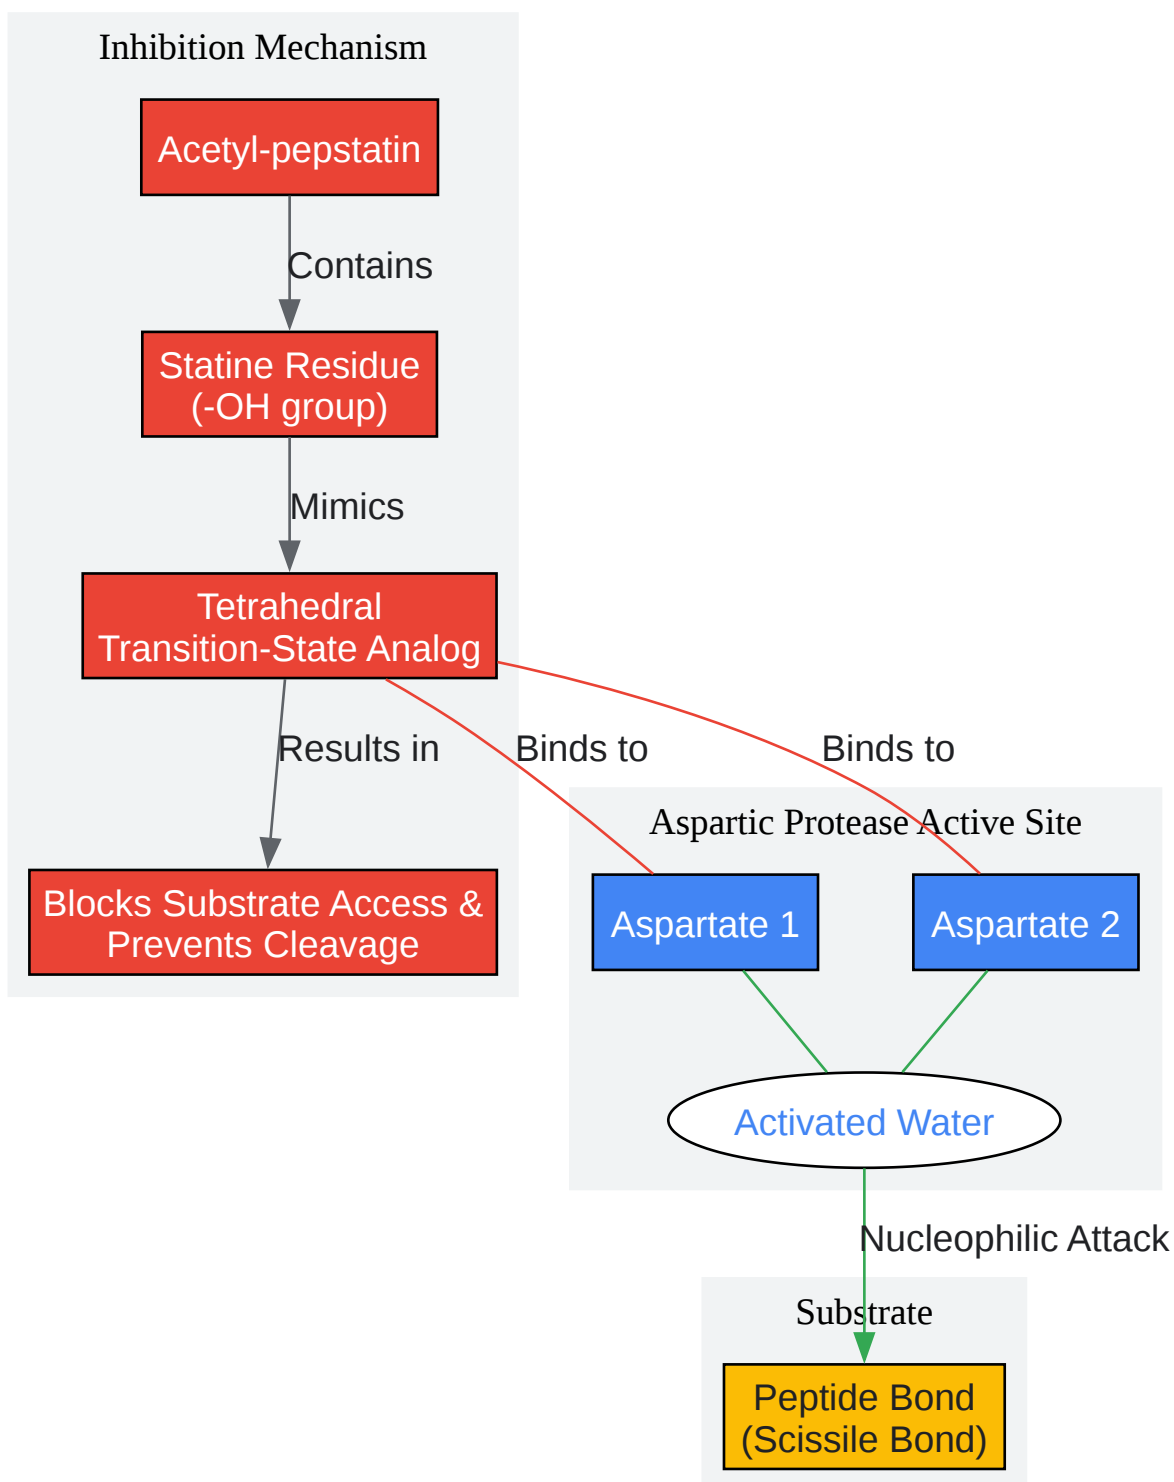 Inhibition Mechanism
Acetyl-pepstatin
Contains
Statine Residue
(-OH group)
Mimics
Tetrahedral
Transition-State Analog
Results in
Binds to
Binds to
Blocks Substrate Access &
Prevents Cleavage
Aspartic Protease Active Site
Aspartate 1
Aspartate 2
Activated Water
Nucleophilic Attack
Substrate
Peptide Bond
(Scissile Bond)